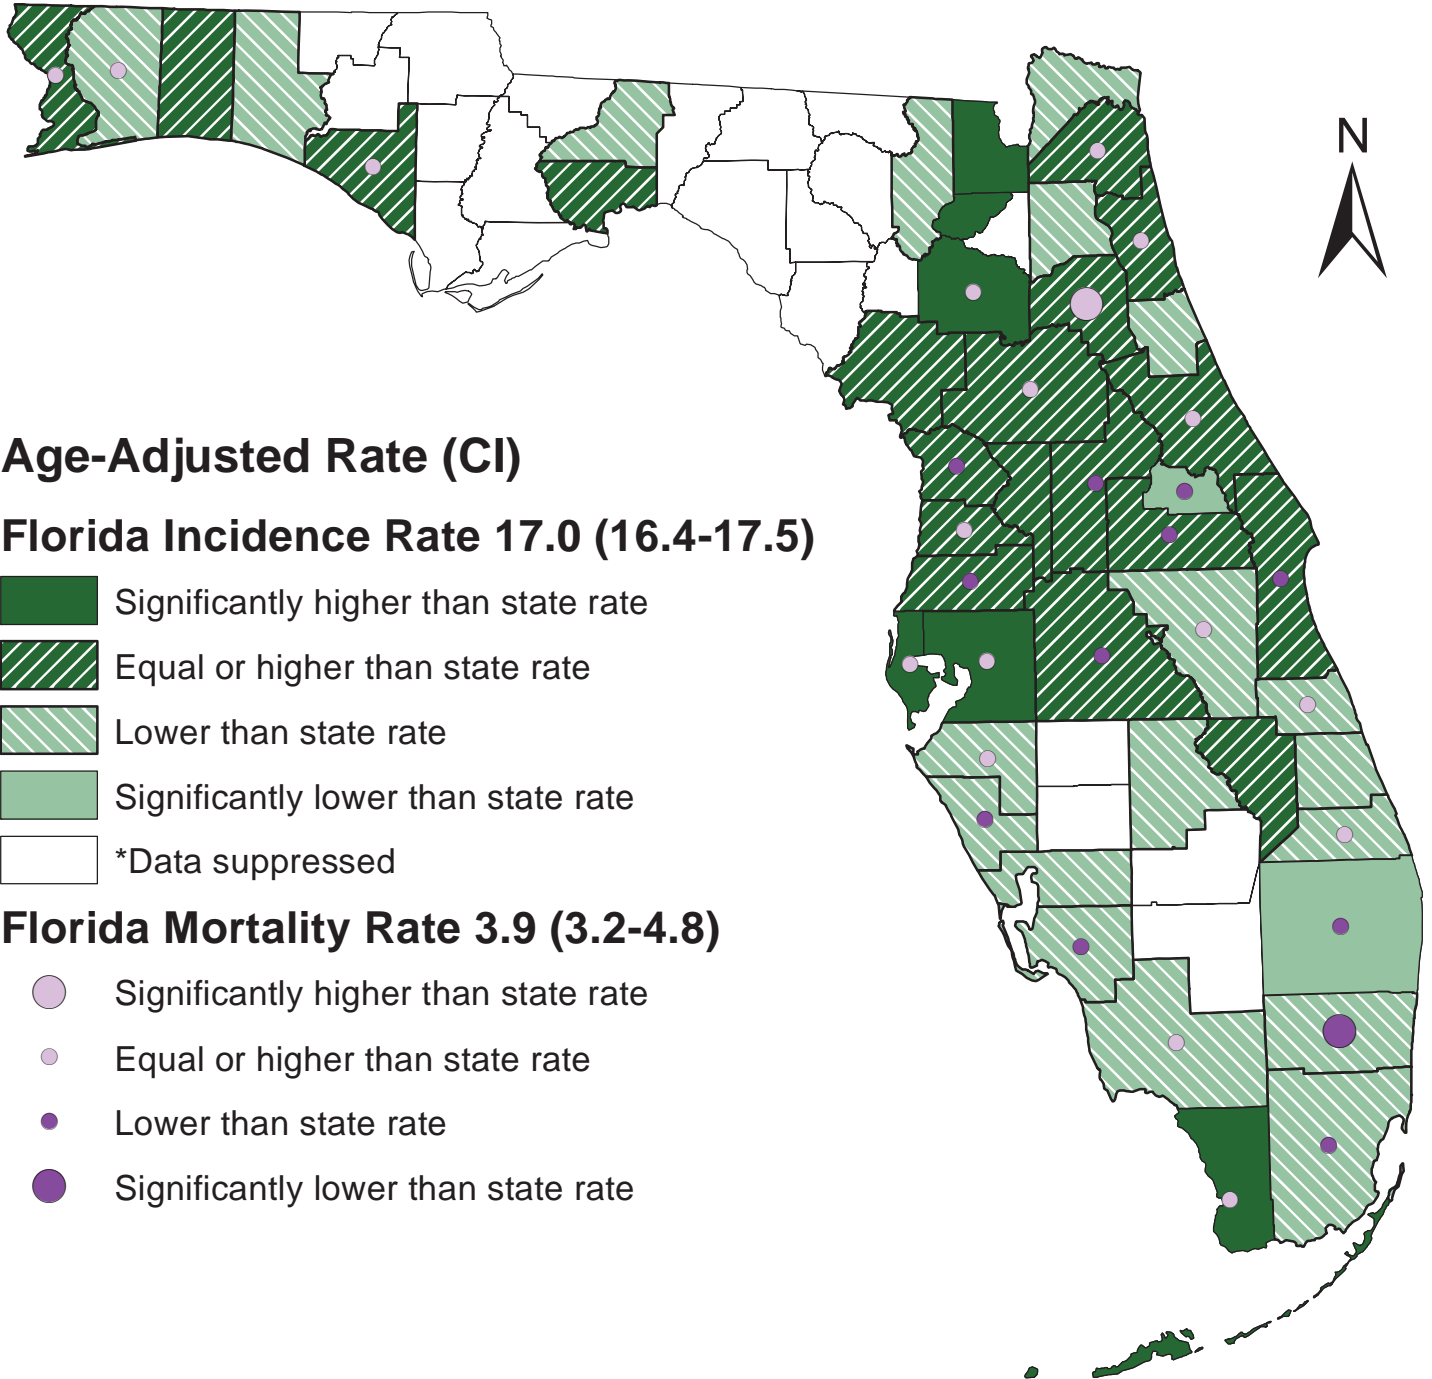 N
Age-Adjusted Rate (CI)
Florida Incidence Rate 17.0 (16.4-17.5)
Significantly higher than state rate
Equal or higher than state rate
Lower than state rate
Significantly lower than state rate
*Data suppressed
Florida Mortality Rate 3.9 (3.2-4.8)
Significantly higher than state rate
Equal or higher than state rate
Lower than state rate
Significantly lower than state rate